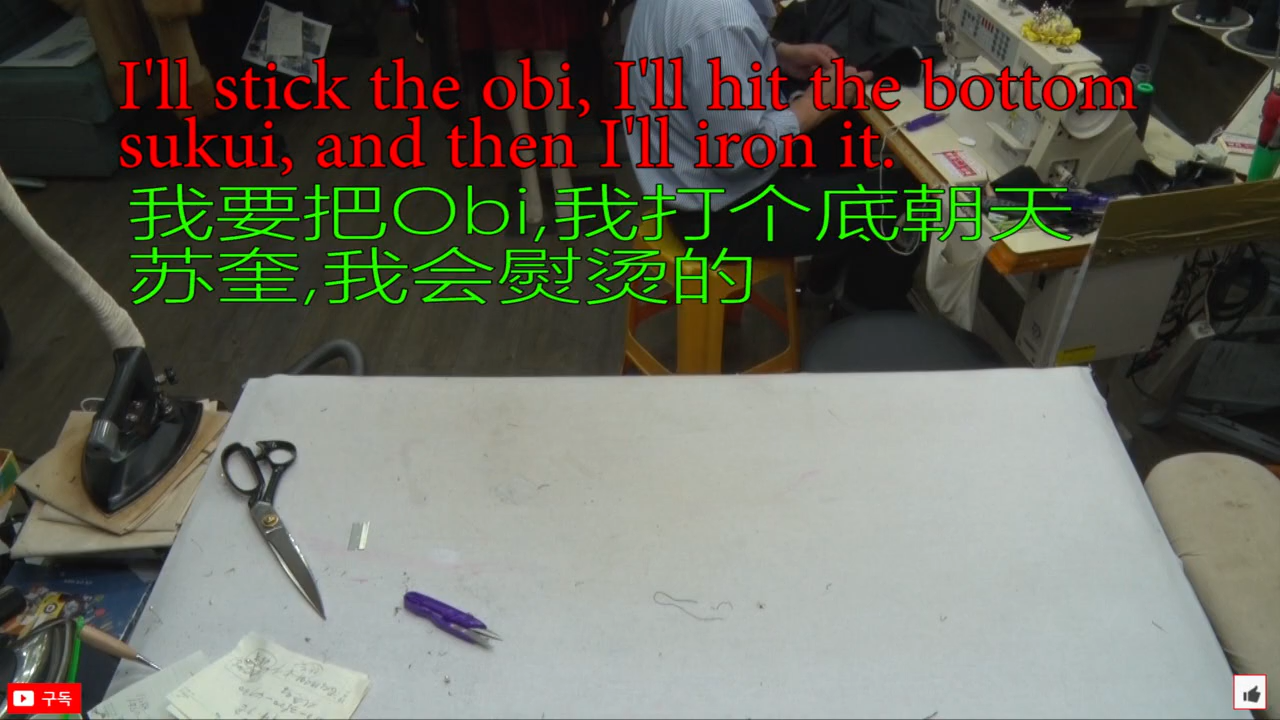 I'll stick the obi, I'll hit the bottom
sukui, and then I'll iron it.
我要把Obi,我打个底朝天
苏奎,我会熨烫的
구독